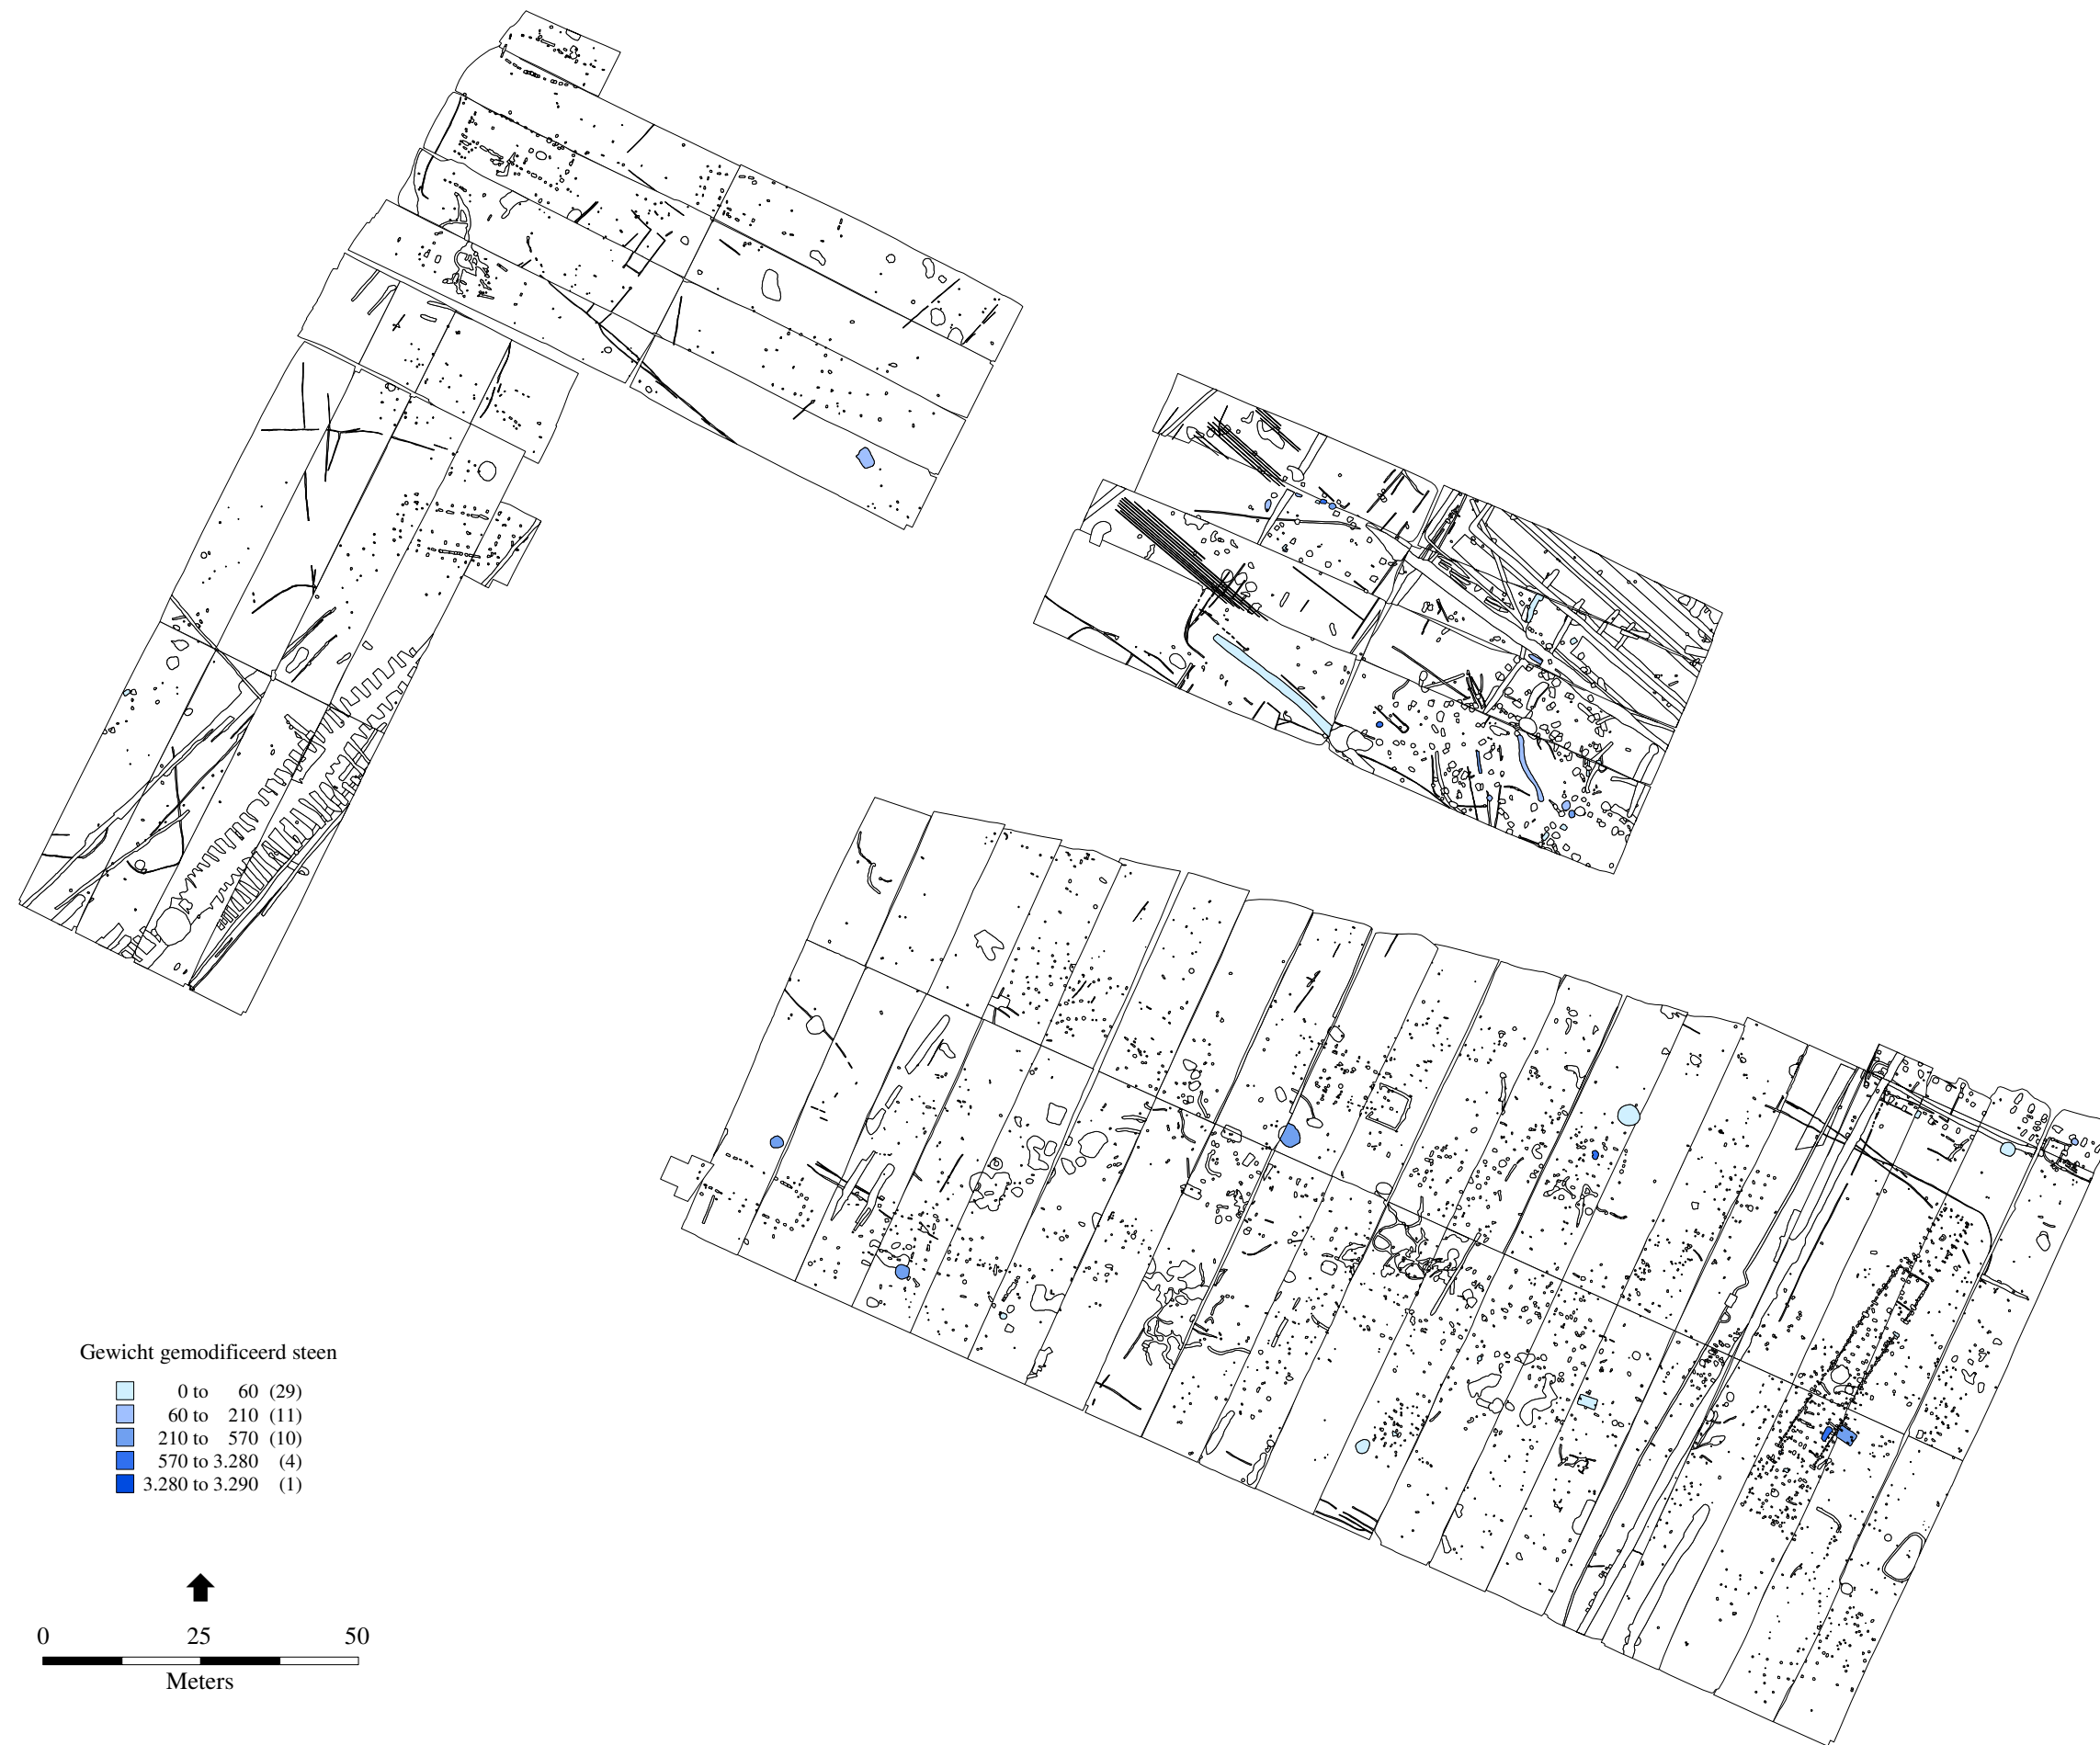 Gewicht gemodificeerd steen
0 to 60 (29)
60 to 210 (11)
210 to 570 (10)
570 to 3.280 (4)
3.280 to 3.290 (1)
0 25 50
Meters